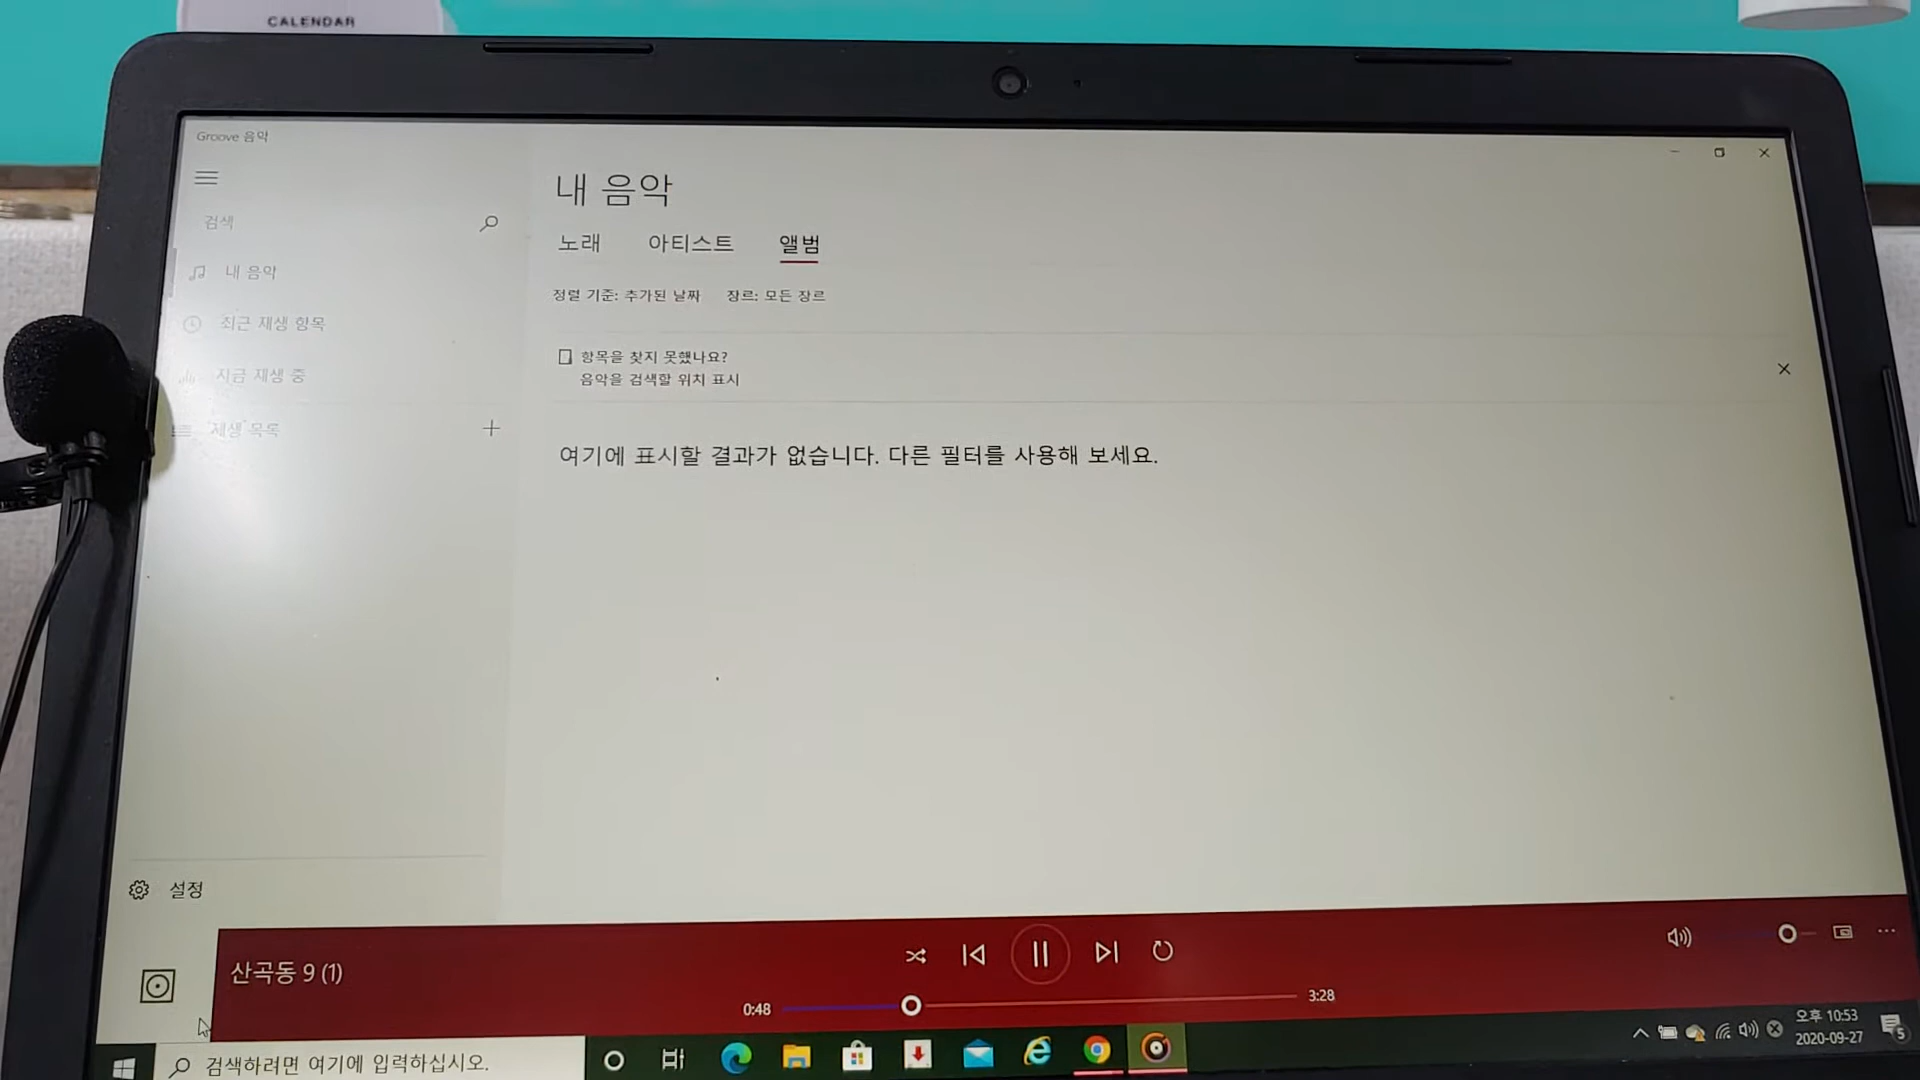 CALENDAR
Groove 음악
내 음악
검색
노래 아티스트 앨범
내 음악
정렬 기준: 추가된 날짜 장르: 모든 장르
최근 재생 항목
항목을 찾지 못했나요?
음악을 검색할 위치 표시
지금 재생 중
재생 목록
여기에 표시할 결과가 없습니다. 다른 필터를 사용해 보세요.
설정
산곡동 9 (1)
0:48
3:28
검색하려면 여기에 입력하십시오.
오후 10:53
2020-09-27
5